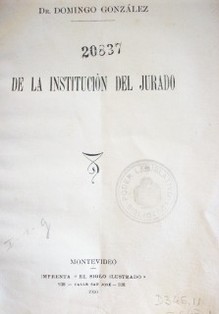 DR. DOMINGO GONZÁLEZ
20837
DE LA INSTITUCIÓN DEL JURADO
MONTEVIDEO
IMPRENTA "EL SIGLO ILUSTRADO"